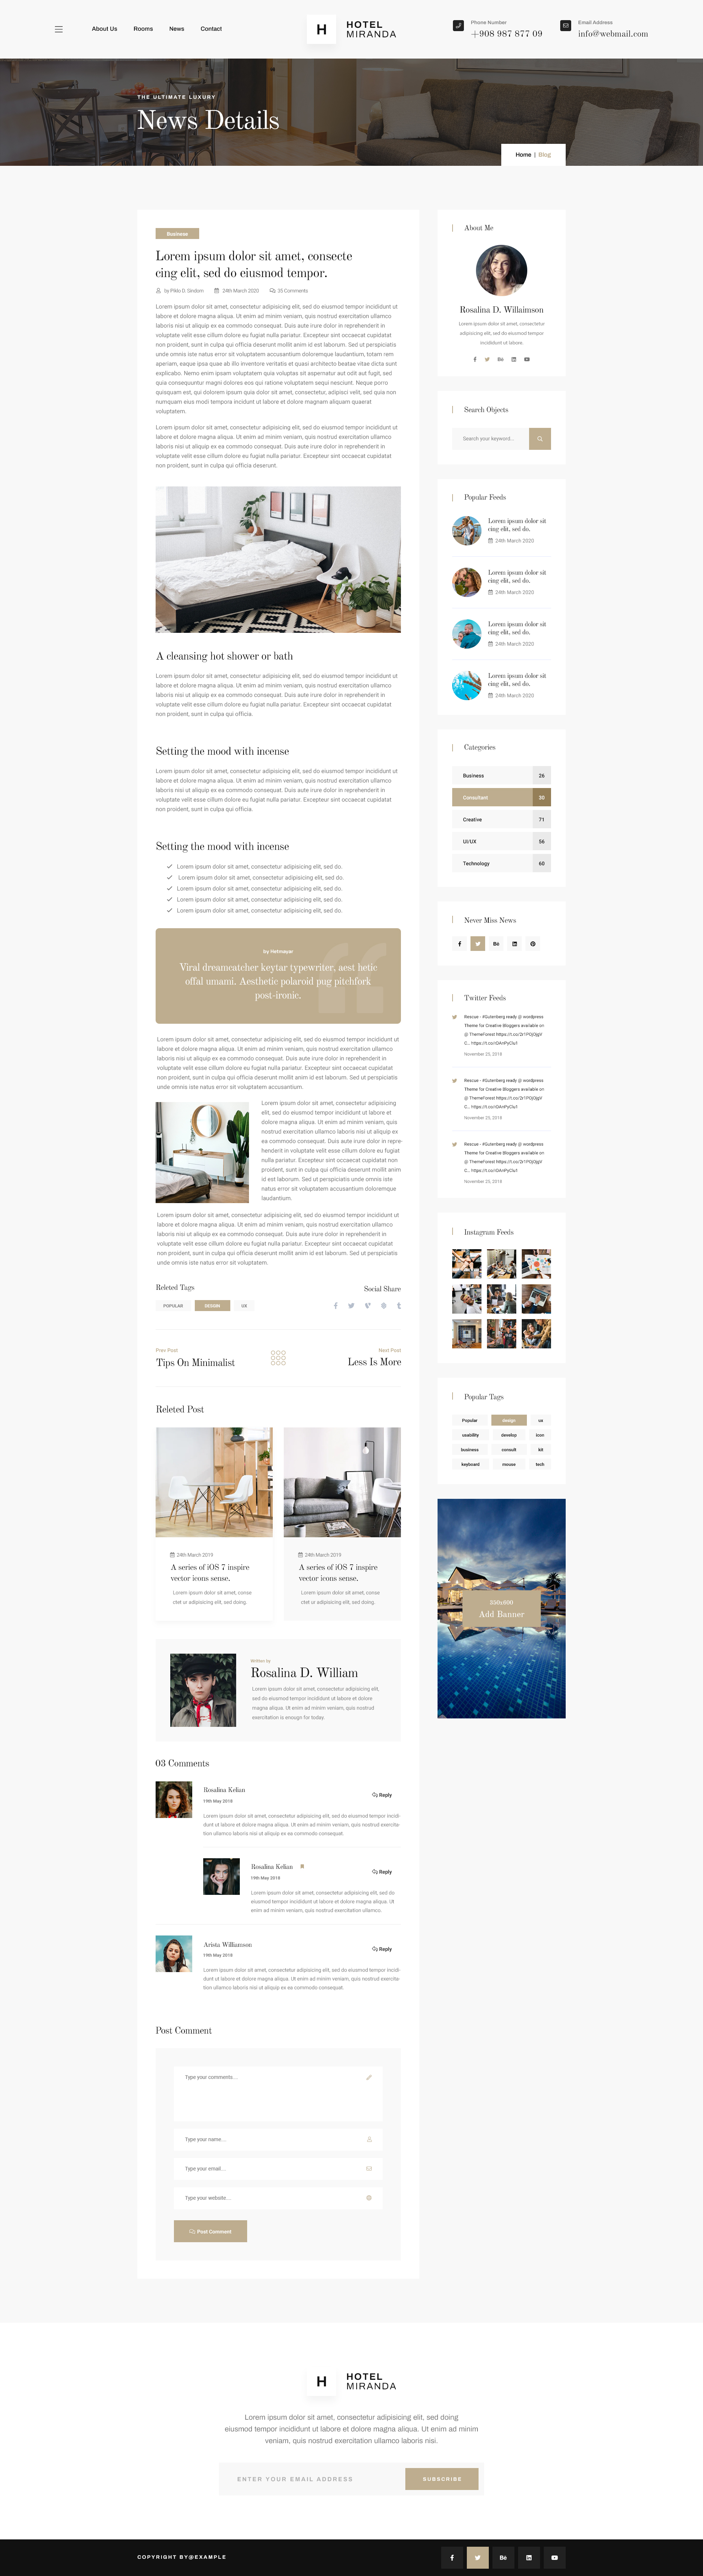 About Us Rooms News Contact
H HOTEL
MIRANDA
Phone Number
+908 987 877 09
Email Address
info@webmail.com
THE ULTIMATE LUXURY
News Details
Home | Blog
Business
Lorem ipsum dolor sit amet, consecte
cing elit, sed do eiusmod tempor.
by Piklo D. Sindom 24th March 2020 25 Comments
Lorem ipsum dolor sit amet, consectetur adipisicing elit, sed do eiusmod tempor incididunt ut
labore et dolore magna aliqua. Ut enim ad minim veniam, quis nostrud exercitation ullamco
laboris nisi ut aliquip ex ea commodo consequat. Duis aute irure dolor in reprehenderit in
voluptate velit esse cillum dolore eu fugiat nulla pariatur. Excepteur sint occaecat cupidatat
non proident, sunt in culpa qui officia deserunt mollit anim id est laborum. Sed ut perspiciatis
unde omnis iste natus error sit voluptatem accusantium doloremque laudantium, totam rem
aperiam, eaque ipsa quae ab illo inventore veritatis et quasi architecto beatae vitae dicta sunt
explicabo. Nemo enim ipsam voluptatem quia voluptas sit aspernatur aut odit aut fugit, sed
quia consequuntur magni dolores eos qui ratione voluptatem sequi nesciunt. Neque porro
quisquam est, qui dolorem ipsum quia dolor sit amet, consectetur, adipisci velit, sed quia non
numquam eius modi tempora incidunt ut labore et dolore magnam aliquam quaerat
voluptatem.
Lorem ipsum dolor sit amet, consectetur adipisicing elit, sed do eiusmod tempor incididunt ut
labore et dolore magna aliqua. Ut enim ad minim veniam, quis nostrud exercitation ullamco
laboris nisi ut aliquip ex ea commodo consequat. Duis aute irure dolor in reprehenderit in
voluptate velit esse cillum dolore eu fugiat nulla pariatur. Excepteur sint occaecat cupidatat
non proident, sunt in culpa qui officia deserunt.
A cleansing hot shower or bath
Lorem ipsum dolor sit amet, consectetur adipisicing elit, sed do eiusmod tempor incididunt ut
labore et dolore magna aliqua. Ut enim ad minim veniam, quis nostrud exercitation ullamco
laboris nisi ut aliquip ex ea commodo consequat. Duis aute irure dolor in reprehenderit in
voluptate velit esse cillum dolore eu fugiat nulla pariatur. Excepteur sint occaecat cupidatat
non proident, sunt in culpa qui officia.
Setting the mood with incense
Lorem ipsum dolor sit amet, consectetur adipisicing elit, sed do eiusmod tempor incididunt ut
labore et dolore magna aliqua. Ut enim ad minim veniam, quis nostrud exercitation ullamco
laboris nisi ut aliquip ex ea commodo consequat. Duis aute irure dolor in reprehenderit in
voluptate velit esse cillum dolore eu fugiat nulla pariatur. Excepteur sint occaecat cupidatat
non proident, sunt in culpa qui officia.
Setting the mood with incense
Lorem ipsum dolor sit amet, consectetur adipisicing elit, sed do.
Lorem ipsum dolor sit amet, consectetur adipisicing elit, sed do.
Lorem ipsum dolor sit amet, consectetur adipisicing elit, sed do.
Lorem ipsum dolor sit amet, consectetur adipisicing elit, sed do.
Lorem ipsum dolor sit amet, consectetur adipisicing elit, sed do.
by Hetmayar
Viral dreamcatcher keytar typewriter, aest hetic
offal umami. Aesthetic polaroid pug pitchfork
post-ironic.
Lorem ipsum dolor sit amet, consectetur adipisicing elit, sed do eiusmod tempor incididunt ut
labore et dolore magna aliqua. Ut enim ad minim veniam, quis nostrud exercitation ullamco
laboris nisi ut aliquip ex ea commodo consequat. Duis aute irure dolor in reprehenderit in
voluptate velit esse cillum dolore eu fugiat nulla pariatur. Excepteur sint occaecat cupidatat
non proident, sunt in culpa qui officia deserunt mollit anim id est laborum. Sed ut perspiciatis
unde omnis iste natus error sit voluptatem accusantium.
Lorem ipsum dolor sit amet, consectetur adipisicing
elit, sed do eiusmod tempor incididunt ut labore et
dolore magna aliqua. Ut enim ad minim veniam, quis
nostrud exercitation ullamco laboris nisi ut aliquip ex
ea commodo consequat. Duis aute irure dolor in repre
henderit in voluptate velit esse cillum dolore eu fugiat
nulla pariatur. Excepteur sint occaecat cupidatat non
proident, sunt in culpa qui officia deserunt mollit anim
id est laborum. Sed ut perspiciatis unde omnis iste
natus error sit voluptatem accusantium doloremque
laudantium.
Lorem ipsum dolor sit amet, consectetur adipisicing elit, sed do eiusmod tempor incididunt ut
labore et dolore magna aliqua. Ut enim ad minim veniam, quis nostrud exercitation ullamco
laboris nisi ut aliquip ex ea commodo consequat. Duis aute irure dolor in reprehenderit in
voluptate velit esse cillum dolore eu fugiat nulla pariatur. Excepteur sint occaecat cupidatat
non proident, sunt in culpa qui officia deserunt mollit anim id est laborum. Sed ut perspiciatis
unde omnis iste natus error sit voluptatem.
Releted Tags
POPULAR DESIGN UX
Social Share
Prev Post
Tips On Minimalist
Next Post
Less Is More
Releted Post
24th March 2019
A series of iOS 7 inspire
vector icons sense.
Lorem ipsum dolor sit amet, conse
ctet ur adipisicing elit, sed doing.
24th March 2019
A series of iOS 7 inspire
vector icons sense.
Lorem ipsum dolor sit amet, conse
ctet ur adipisicing elit, sed doing.
Written by
Rosalina D. William
Lorem ipsum dolor sit amet, consectetur adipisicing elit,
sed do eiusmod tempor incididunt ut labore et dolore
magna aliqua. Ut enim ad minim veniam, quis nostrud
exercitation is enough for today.
03 Comments
Rosalina Kelian
19th May 2018
Reply
Lorem ipsum dolor sit amet, consectetur adipisicing elit, sed do eiusmod tempor incidi
dunt ut labore et dolore magna aliqua. Ut enim ad minim veniam, quis nostrud exercita
tion ullamco laboris nisi ut aliquip ex ea commodo consequat.
Rosalina Kelian
19th May 2018
Reply
Lorem ipsum dolor sit amet, consectetur adipisicing elit, sed do
eiusmod tempor incididunt ut labore et dolore magna aliqua. Ut
enim ad minim veniam, quis nostrud exercitation ullamco.
Arista Williamson
19th May 2018
Reply
Lorem ipsum dolor sit amet, consectetur adipisicing elit, sed do eiusmod tempor incidi
dunt ut labore et dolore magna aliqua. Ut enim ad minim veniam, quis nostrud exercita
tion ullamco laboris nisi ut aliquip ex ea commodo consequat.
Post Comment
Type your comments....
Type your name....
Type your email....
Type your website....
Post Comment
About Me
Rosalina D. Willaimson
Lorem ipsum dolor sit amet, consectetur
adipisicing elit, sed do eiusmod tempor
incididunt ut labore.
Search Objects
Search your keyword...
Popular Feeds
Lorem ipsum dolor sit
cing elit, sed do.
24th March 2020
Lorem ipsum dolor sit
cing elit, sed do.
24th March 2020
Lorem ipsum dolor sit
cing elit, sed do.
24th March 2020
Lorem ipsum dolor sit
cing elit, sed do.
24th March 2020
Categories
Business 26
Consultant 30
Creative 71
UI/UX 56
Technology 60
Never Miss News
Twitter Feeds
Rescue - #Gutenberg ready @ wordpress
Theme for Creative Bloggers available on
@ ThemeForest
November 25, 2018
Rescue - #Gutenberg ready @ wordpress
Theme for Creative Bloggers available on
@ ThemeForest
November 25, 2018
Rescue - #Gutenberg ready @ wordpress
Theme for Creative Bloggers available on
@ ThemeForest
November 25, 2018
Instagram Feeds
Popular Tags
Popular design ux
usability develop icon
business consult kit
keyboard mouse tech
350x600
Add Banner
H HOTEL
MIRANDA
Lorem ipsum dolor sit amet, consectetur adipisicing elit, sed doing
eiusmod tempor incididunt ut labore et dolore magna aliqua. Ut enim ad minim
veniam, quis nostrud exercitation ullamco laboris nisi.
ENTER YOUR EMAIL ADDRESS
SUBSCRIBE
COPYRIGHT BY@EXAMPLE